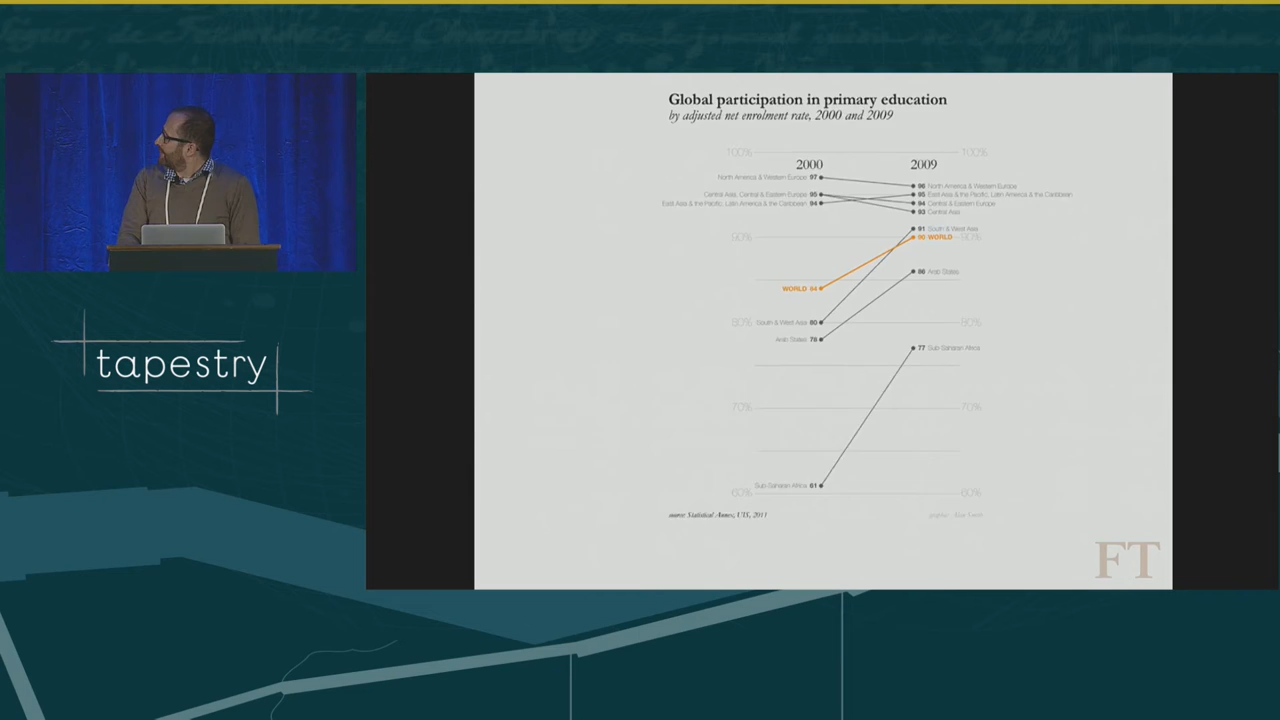 tapestry
Global participation in primary education
by adjusted net enrolment rate, 2000 and 2009
100% 100%
2000 2009
North America & Western Europe 97
96 North America & Western Europe
Central Asia, Central & Eastern Europe 95
95 East Asia & the Pacific, Latin America & the Caribbean
East Asia & the Pacific, Latin America & the Caribbean 94
94 Central & Eastern Europe
93 Central Asia
91 South & West Asia
90% 90 WORLD 90%
86 Arab States
WORLD 84
80% South & West Asia 80 80%
Arab States 78
77 Sub-Saharan Africa
70% 70%
Sub-Saharan Africa 61
60% 60%
source: Statistical Annex, UIS, 2011
FT